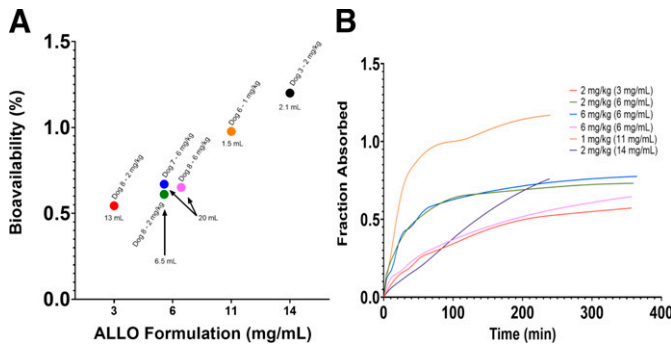 A
Bioavailability (%)
1.5
1.0
0.5
0.0
Dog 8 - 2 mg/kg
13 mL
Dog 7 - 6 mg/kg
Dog 8 - 6 mg/kg
Dog 8 - 2 mg/kg
20 mL
6.5 mL
Dog 6 - 1 mg/kg
1.5 mL
Dog 3 - 2 mg/kg
2.1 mL
3
6
11
14
ALLO Formulation (mg/mL)
B
Fraction Absorbed
1.5
1.0
0.5
0.0
2 mg/kg (3 mg/mL)
2 mg/kg (6 mg/mL)
6 mg/kg (6 mg/mL)
6 mg/kg (6 mg/mL)
1 mg/kg (11 mg/mL)
2 mg/kg (14 mg/mL)
0
100
200
300
400
Time (min)